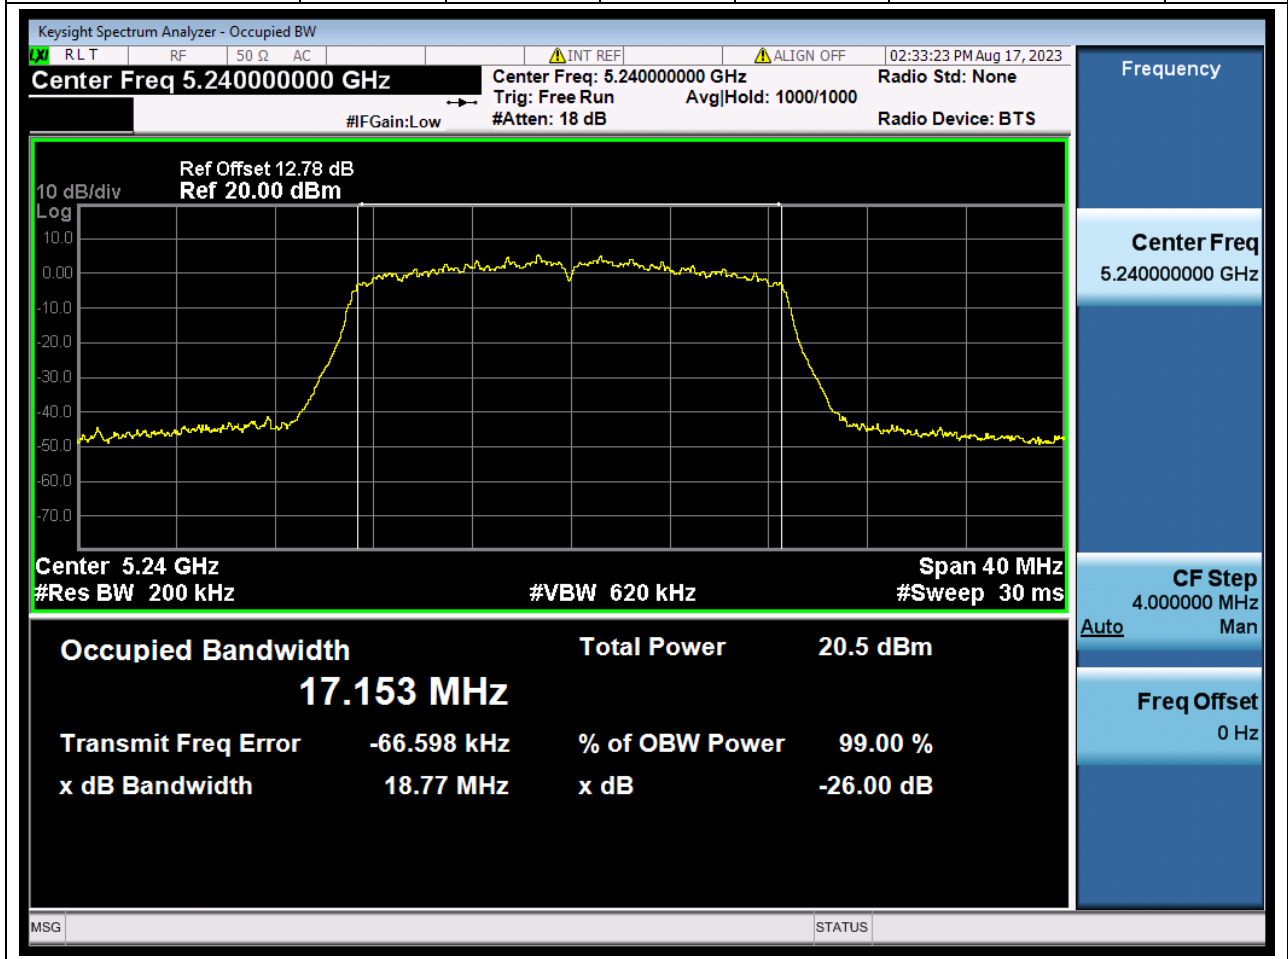 Keysight Spectrum Analyzer - Occupied BW
LXI RLT RF 50 Ω AC INT REF ALIGN OFF 02:33:23 PM Aug 17, 2023
Center Freq 5.240000000 GHz
Center Freq: 5.240000000 GHz Radio Std: None
Trig: Free Run Avg|Hold: 1000/1000
#IFGain:Low #Atten: 18 dB Radio Device: BTS
Frequency
Ref Offset 12.78 dB
10 dB/div Ref 20.00 dBm
Log
10.0
0.00
-10.0
-20.0
-30.0
-40.0
-50.0
-60.0
-70.0
Center 5.24 GHz Span 40 MHz
#Res BW 200 kHz #VBW 620 kHz #Sweep 30 ms
Occupied Bandwidth Total Power 20.5 dBm
17.153 MHz
Transmit Freq Error -66.598 kHz % of OBW Power 99.00 %
x dB Bandwidth 18.77 MHz x dB -26.00 dB
Center Freq
5.240000000 GHz
CF Step
4.000000 MHz
Auto Man
Freq Offset
0 Hz
MSG STATUS